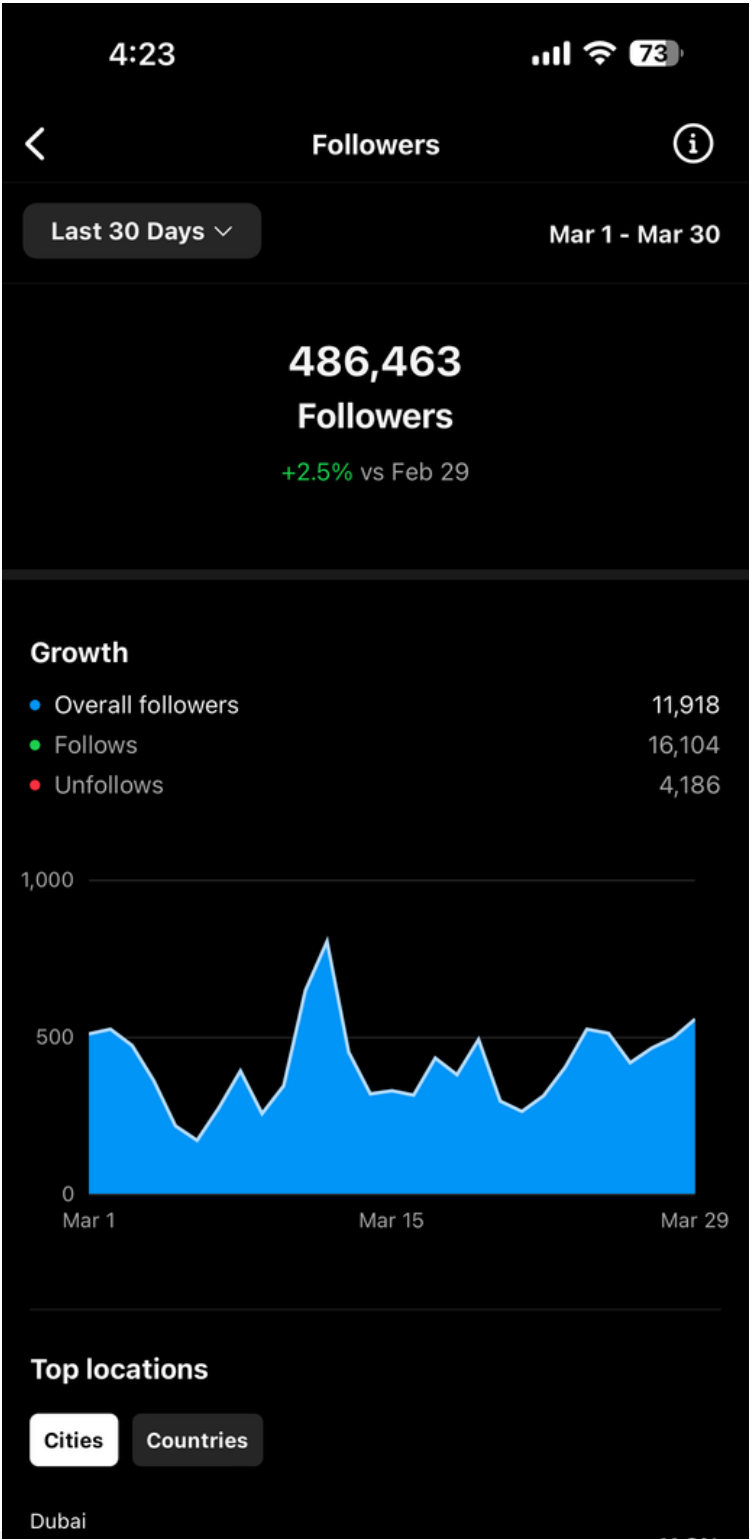 4:23
73
Followers
Last 30 Days
Mar 1 - Mar 30
486,463
Followers
+2.5% vs Feb 29
Growth
Overall followers 11,918
Follows 16,104
Unfollows 4,186
1,000
500
0
Mar 1 Mar 15 Mar 29
Top locations
Cities Countries
Dubai